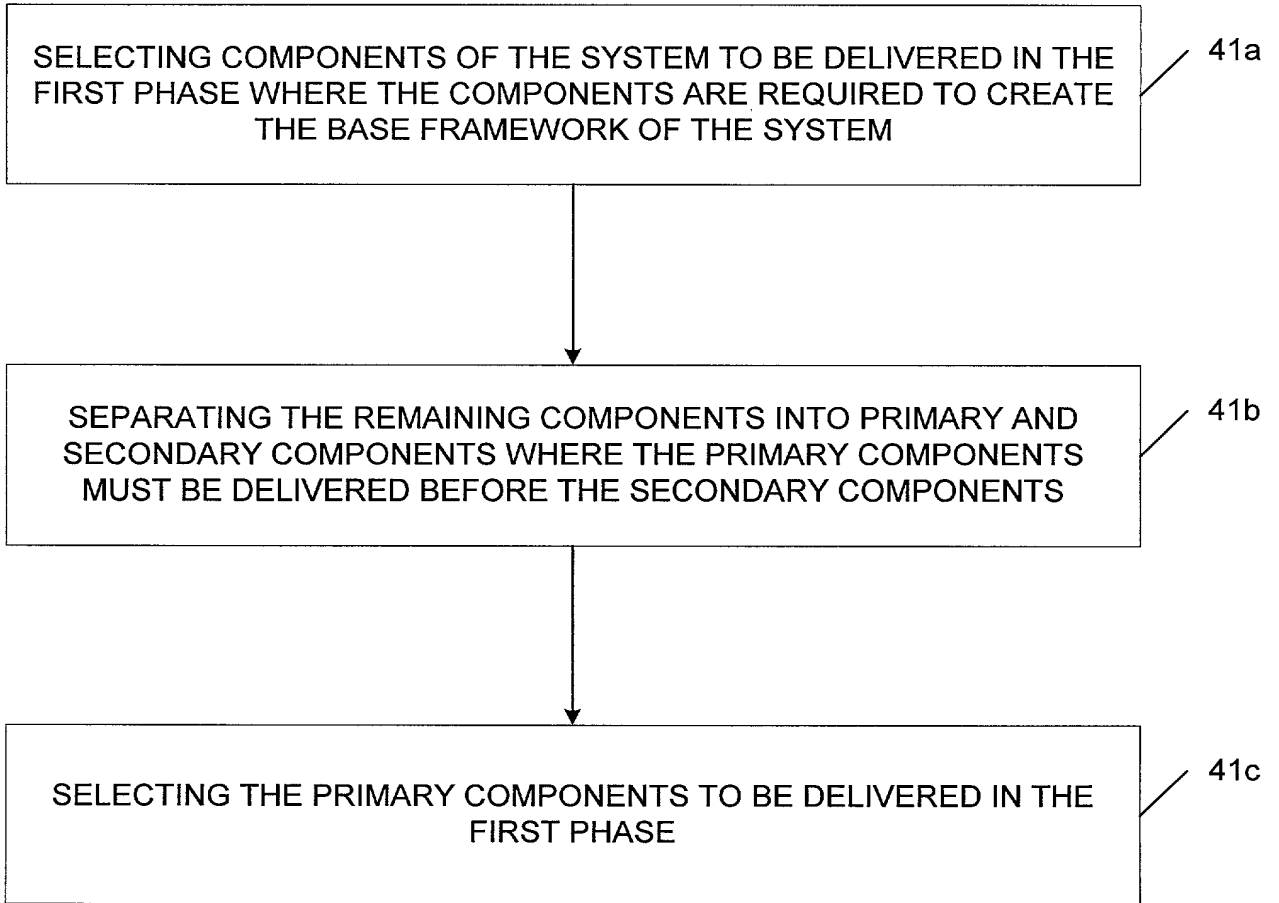 SELECTING COMPONENTS OF THE SYSTEM TO BE DELIVERED IN THE
FIRST PHASE WHERE THE COMPONENTS ARE REQUIRED TO CREATE
THE BASE FRAMEWORK OF THE SYSTEM
41a
SEPARATING THE REMAINING COMPONENTS INTO PRIMARY AND
SECONDARY COMPONENTS WHERE THE PRIMARY COMPONENTS
MUST BE DELIVERED BEFORE THE SECONDARY COMPONENTS
41b
SELECTING THE PRIMARY COMPONENTS TO BE DELIVERED IN THE
FIRST PHASE
41c